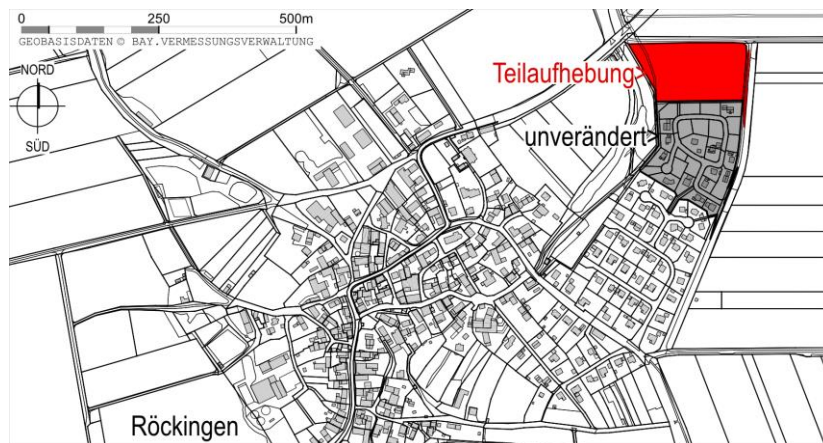 0 250 500m
GEOBASISDATEN © BAY.VERMESSUNGSVERWALTUNG
NORD
SÜD
Teilaufhebung
unverändert
Röckingen